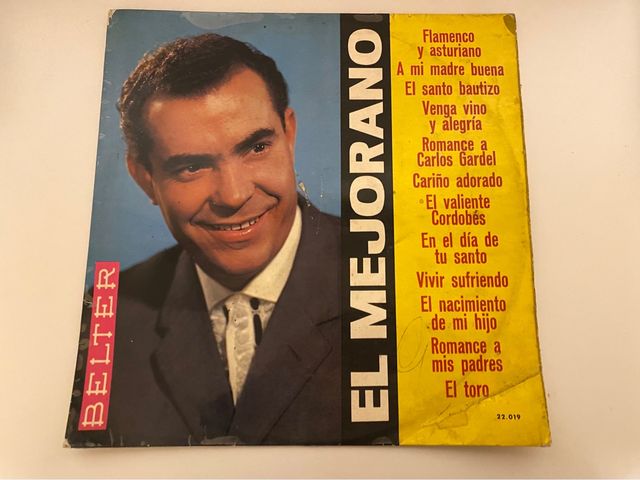 BELTER
EL MEJORANO
Flamenco
y asturiano
A mi madre buena
El santo bautizo
Venga vino
y alegría
Romance a
Carlos Gardel
Cariño adorado
El valiente
Cordobés
En el día de
tu santo
Vivir sufriendo
El nacimiento
de mi hijo
Romance a
mis padres
El toro
22.019